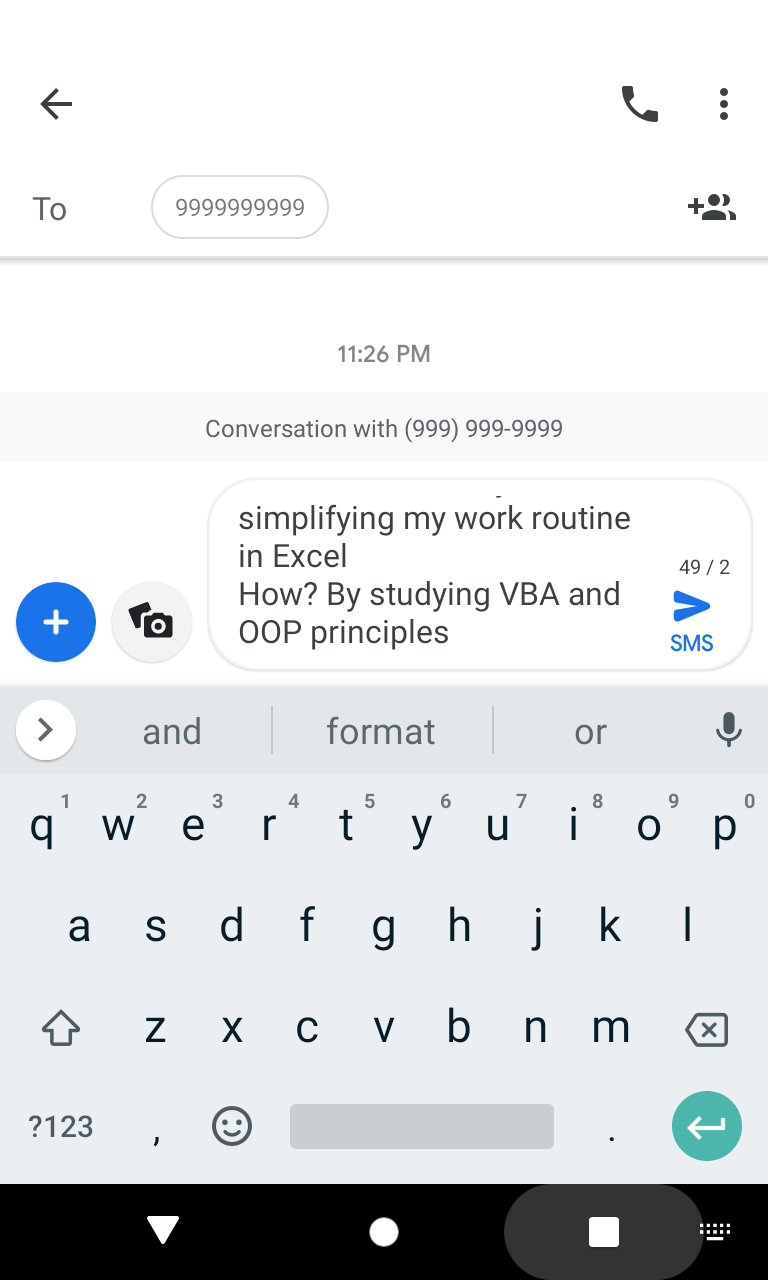 To
9999999999
11:26 PM
Conversation with (999) 999-9999
simplifying my work routine
in Excel
How? By studying VBA and
OOP principles
49 / 2
SMS
and format or
1 2 3 4 5 6 7 8 9 0
q w e r t y u i o p
a s d f g h j k l
z x c v b n m
?123 , .